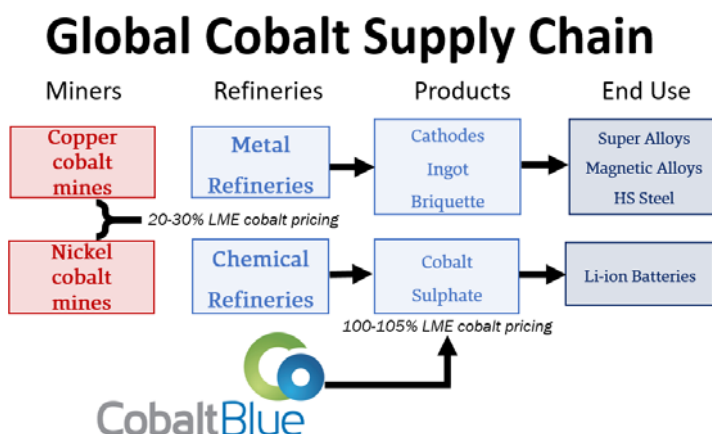 Global Cobalt Supply Chain
Miners
Refineries
Products
End Use
Copper
cobalt
mines
Metal
Refineries
Cathodes
Ingot
Briquette
Super Alloys
Magnetic Alloys
HS Steel
20-30% LME cobalt pricing
Nickel
cobalt
mines
Chemical
Refineries
Cobalt
Sulphate
Li-ion Batteries
100-105% LME cobalt pricing
CobaltBlue